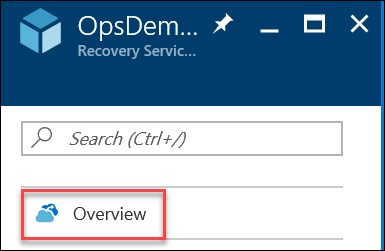 OpsDem...
Recovery Servic...
Search (Ctrl+/)
Overview